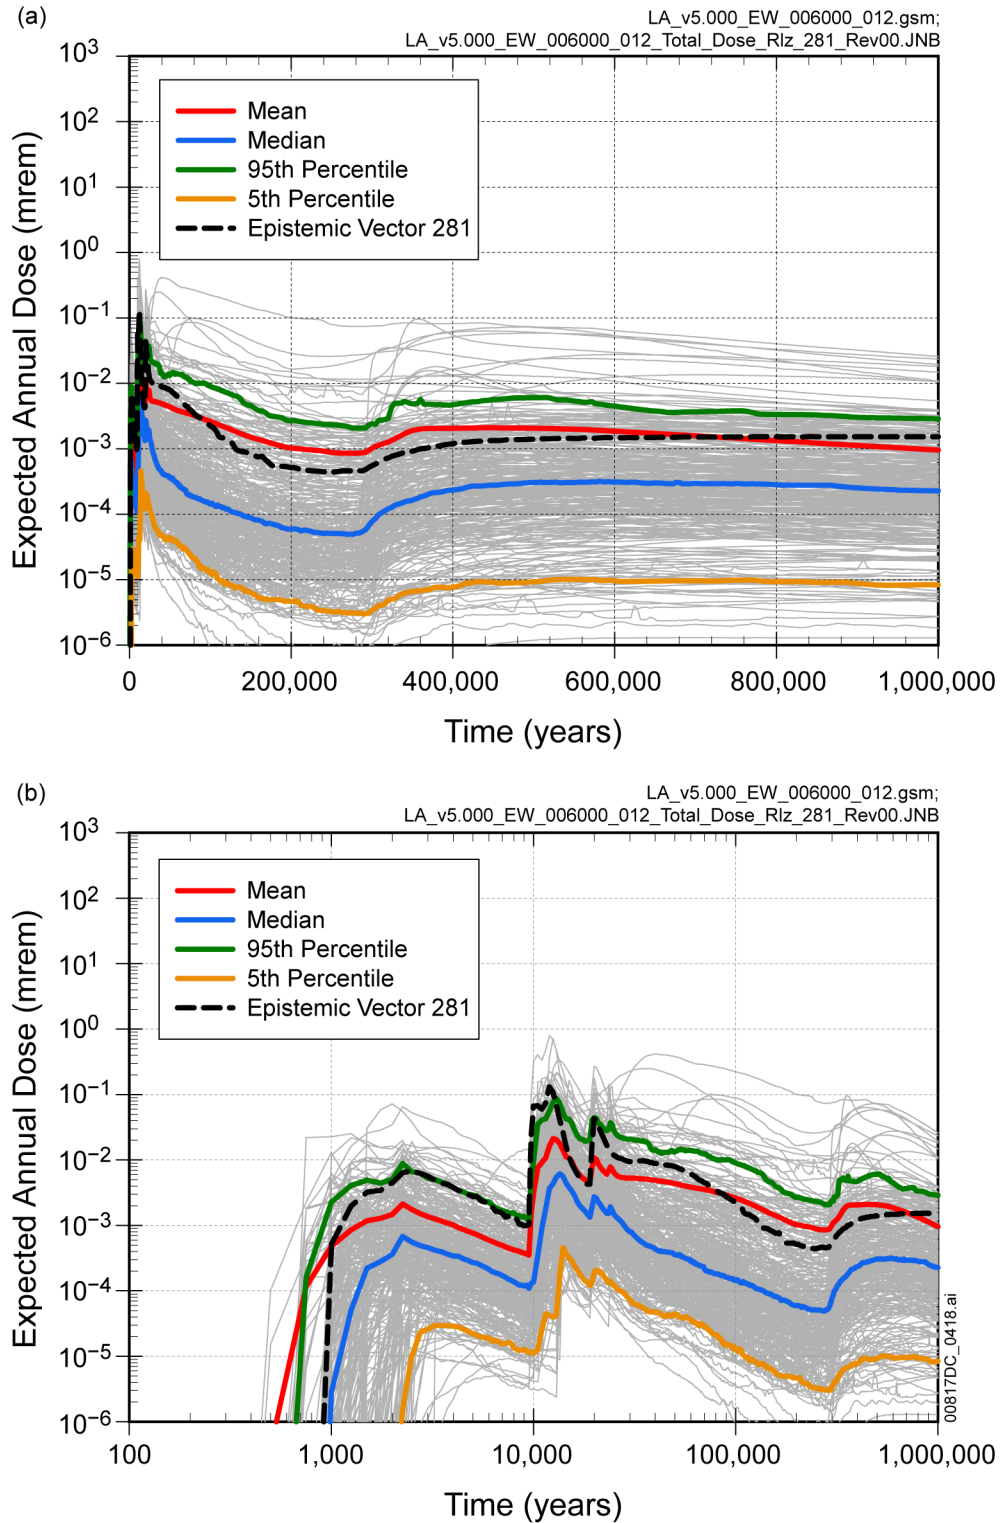 (a)
LA_v5.000_EW_006000_012.gsm;
LA_v5.000_EW_006000_012_Total_Dose_Rlz_281_Rev00.JNB
Expected Annual Dose (mrem)
10³
10²
10¹
10⁰
10⁻¹
10⁻²
10⁻³
10⁻⁴
10⁻⁵
10⁻⁶
Mean
Median
95th Percentile
5th Percentile
Epistemic Vector 281
0 200,000 400,000 600,000 800,000 1,000,000
Time (years)
(b)
LA_v5.000_EW_006000_012.gsm;
LA_v5.000_EW_006000_012_Total_Dose_Rlz_281_Rev00.JNB
Expected Annual Dose (mrem)
10³
10²
10¹
10⁰
10⁻¹
10⁻²
10⁻³
10⁻⁴
10⁻⁵
10⁻⁶
Mean
Median
95th Percentile
5th Percentile
Epistemic Vector 281
00817DC_0418.ai
100 1,000 10,000 100,000 1,000,000
Time (years)